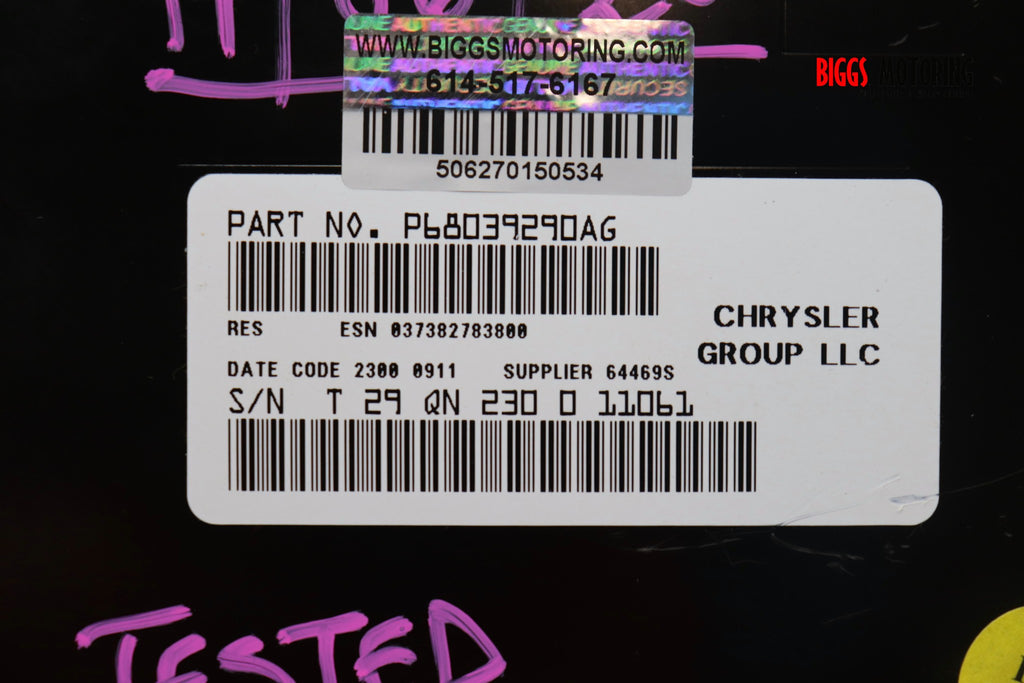 WWW.BIGGSMOTORING.COM
614-517-6167
506270150534
BIGGS MOTORING
PART NO. P68039290AG
RES ESN 037382783800
CHRYSLER
GROUP LLC
DATE CODE 2300 0911 SUPPLIER 64469S
S/N T 29 QN 230 0 11061
TESTED